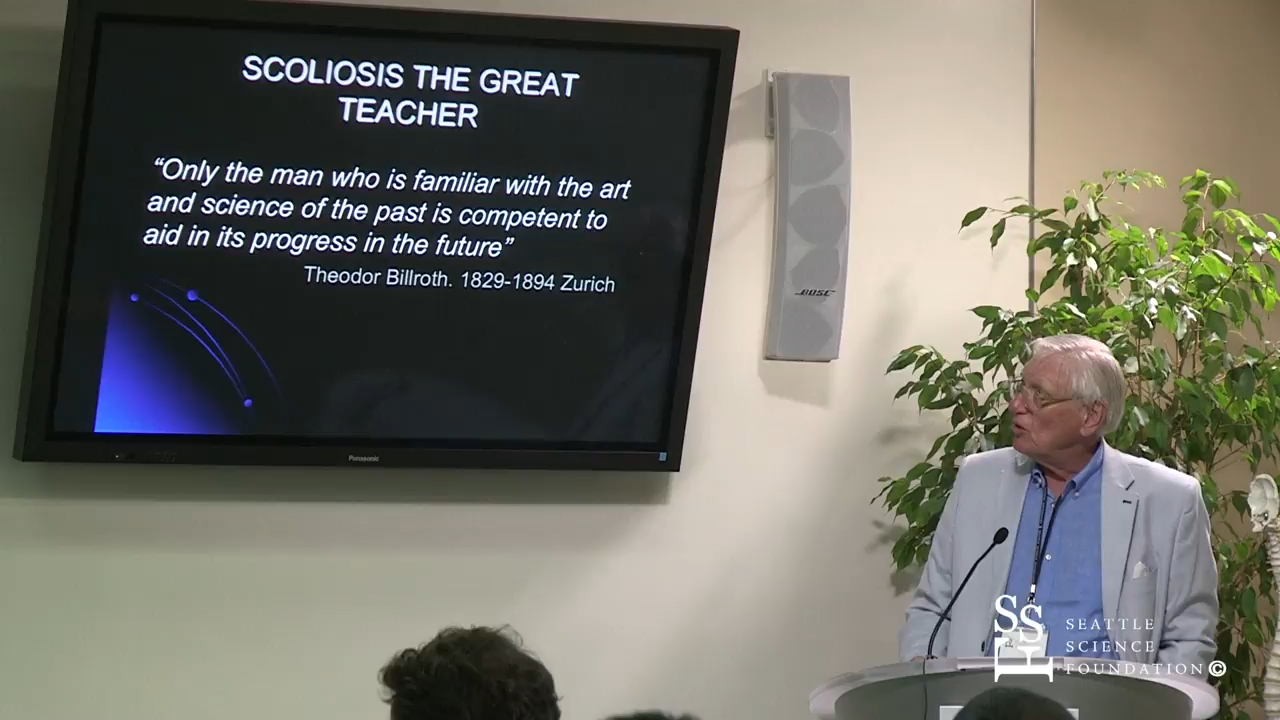 SCOLIOSIS THE GREAT
TEACHER
“Only the man who is familiar with the art
and science of the past is competent to
aid in its progress in the future”
Theodor Billroth. 1829-1894 Zurich
Panasonic
BOSE
SSF
SEATTLE
SCIENCE
FOUNDATION©